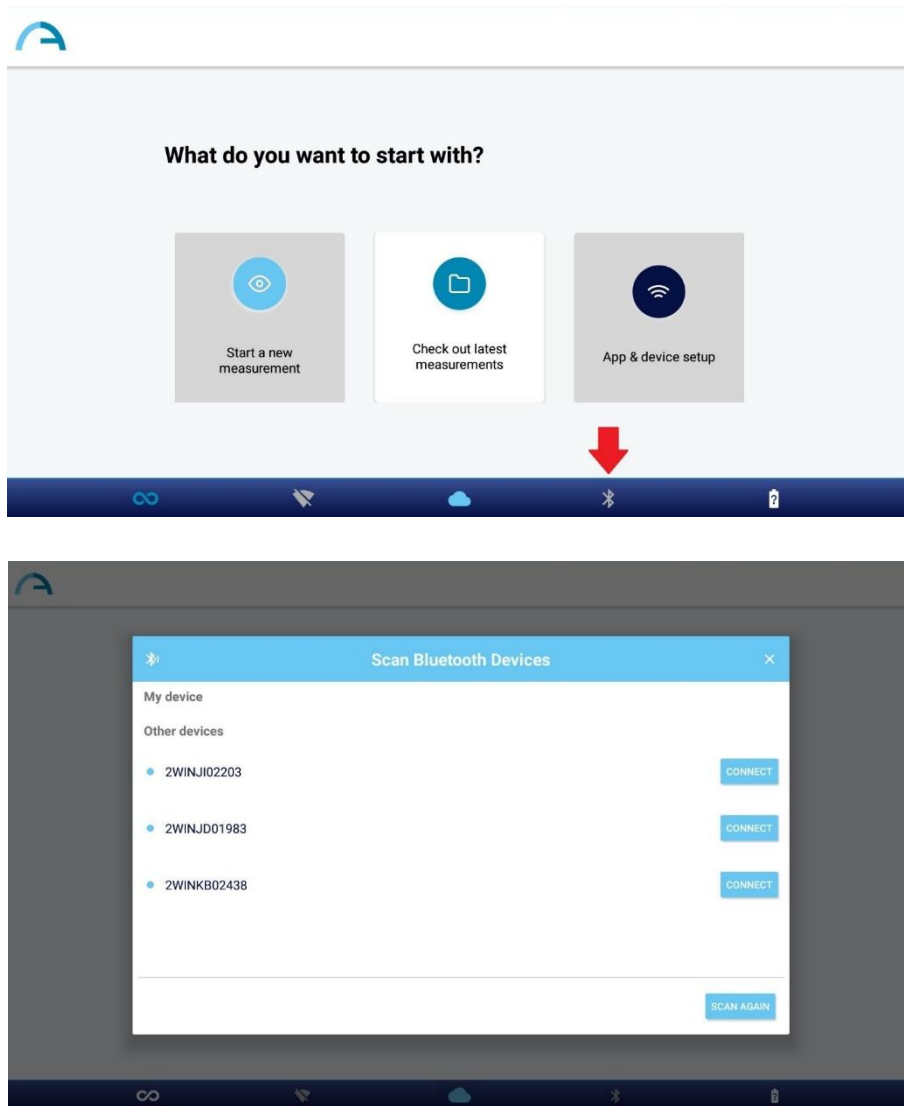 What do you want to start with?
Start a new
measurement
Check out latest
measurements
App & device setup
?
Scan Bluetooth Devices
My device
Other devices
2WINJI02203
CONNECT
2WINJD01983
CONNECT
2WINKB02438
CONNECT
SCAN AGAIN
?